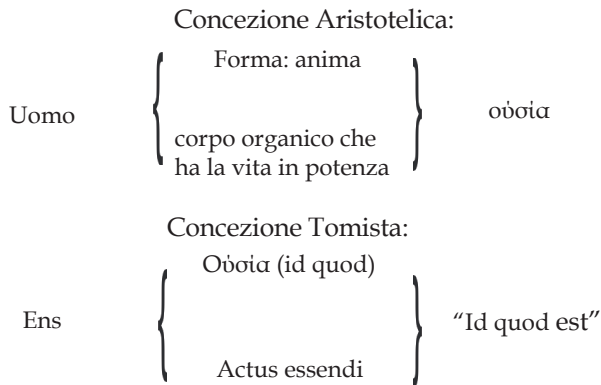 Concezione Aristotelica:
Forma: anima
Uomo
οὐσία
corpo organico che
ha la vita in potenza
Concezione Tomista:
Οὐσία (id quod)
Ens
“Id quod est”
Actus essendi